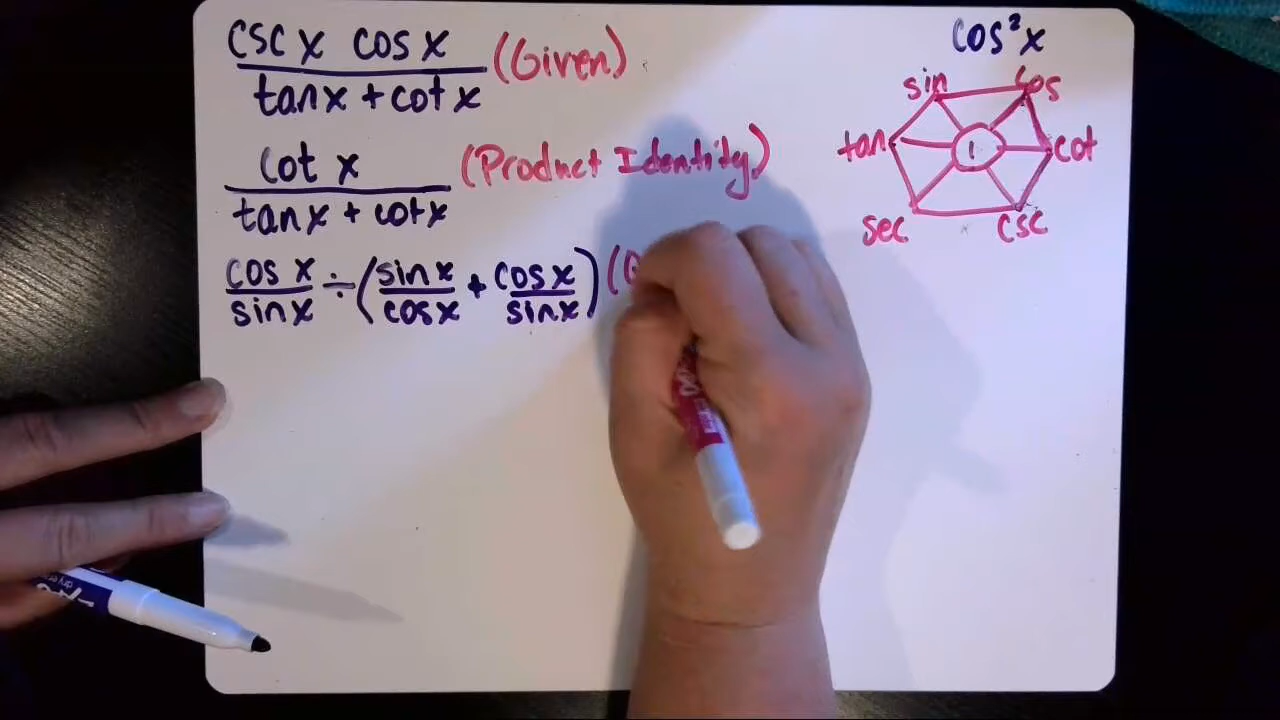 csc x cos x (Given)
tan x + cot x
cot x (Product Identity)
tan x + cot x
cos x ÷ (sin x + cos x)
sin x cos x sin x
cos²x
sin cos
tan 1 cot
sec csc